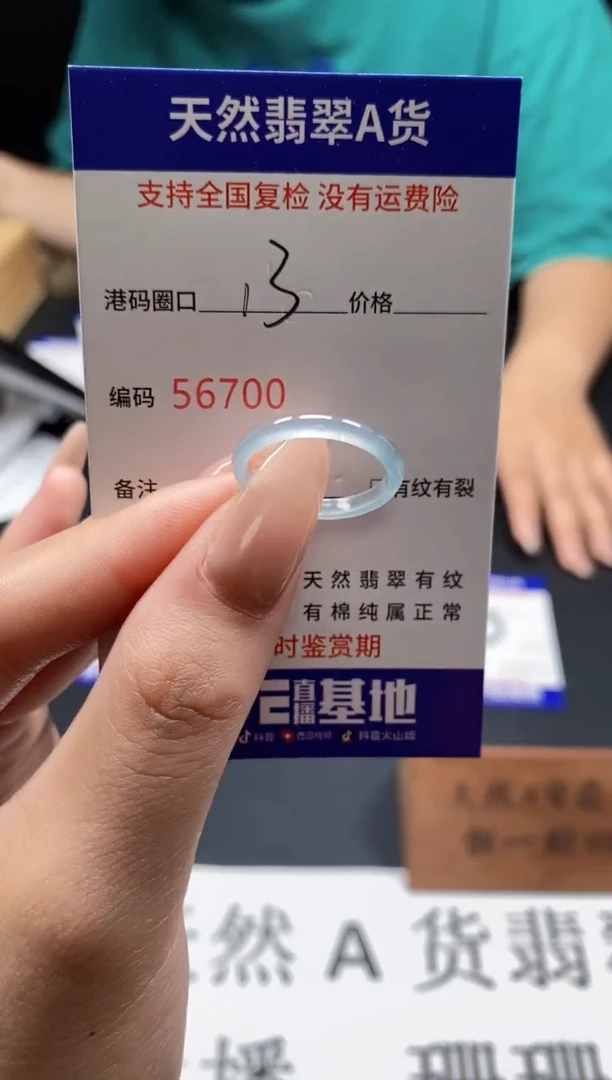 天然翡翠A货
支持全国复检 没有运费险
港码圈口 13 价格
编码 56700
备注 有纹有裂
天然翡翠有纹
有棉纯属正常
时鉴赏期
直播基地
抖音 西瓜视频 抖音火山版
然 A 货翡